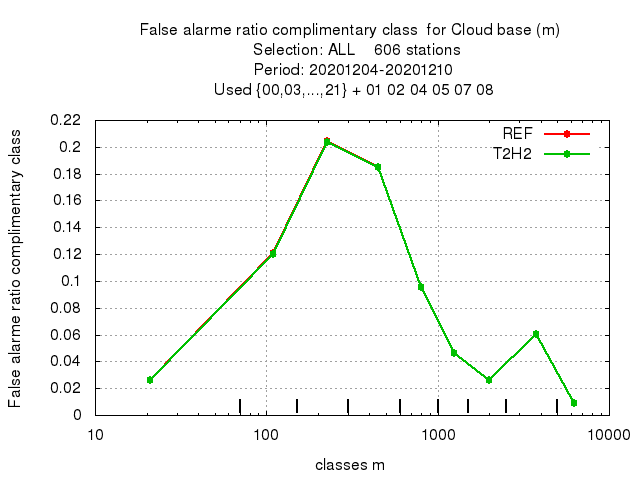 False alarme ratio complimentary class  for Cloud base (m)
Selection: ALL    606 stations
Period: 20201204-20201210
Used {00,03,...,21} + 01 02 04 05 07 08
False alarme ratio complimentary class
0.22
0.2
0.18
0.16
0.14
0.12
0.1
0.08
0.06
0.04
0.02
0
REF
T2H2
10 100 1000 10000
classes m